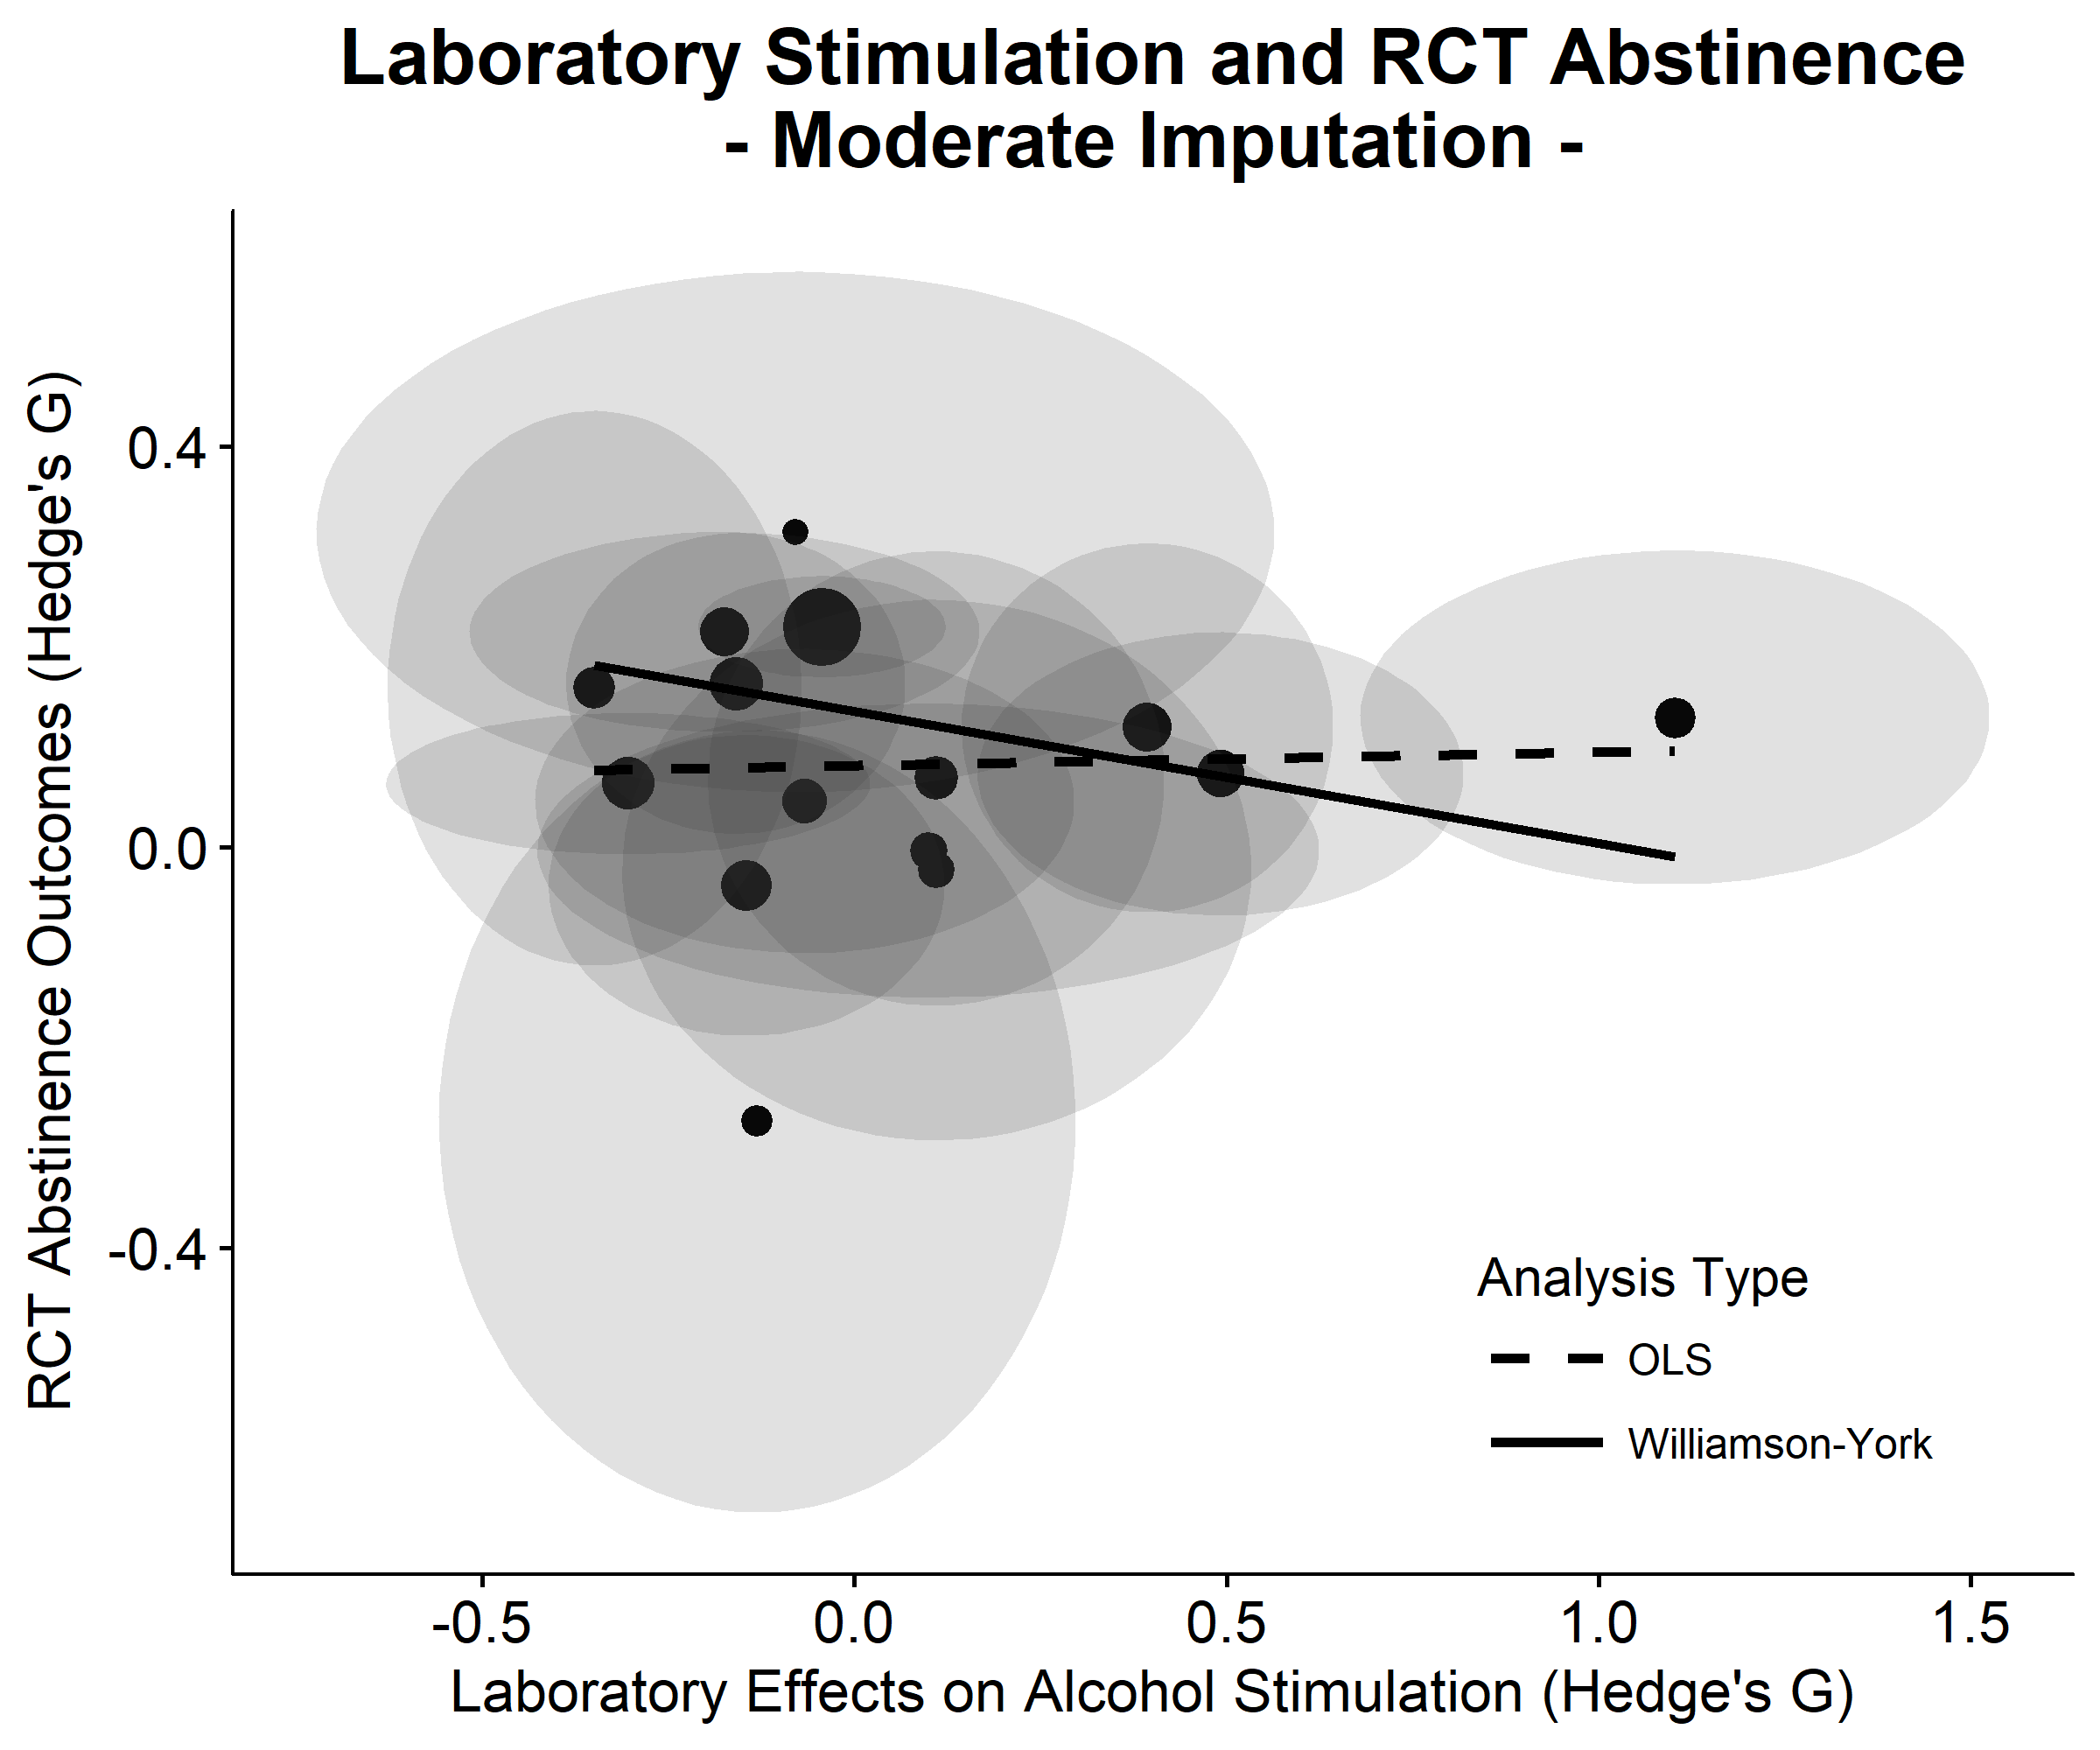 Laboratory Stimulation and RCT Abstinence
- Moderate Imputation -
RCT Abstinence Outcomes (Hedge's G)
0.4
0.0
-0.4
Analysis Type
OLS
Williamson-York
-0.5 0.0 0.5 1.0 1.5
Laboratory Effects on Alcohol Stimulation (Hedge's G)